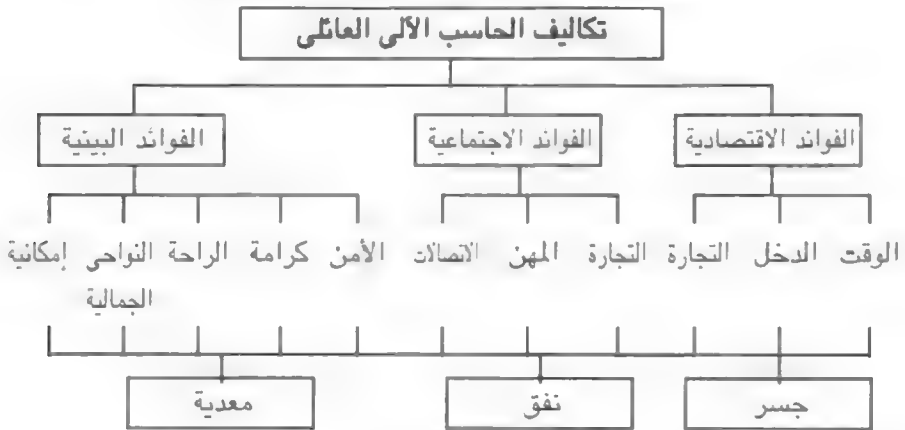 تكاليف الحاسب الآلى العائلى
الفوائد الاقتصادية
الفوائد الاجتماعية
الفوائد البينية
الوقت
الدخل
التجارة
التجارة
المهن
الاتصالات
الأمن
كرامة
الراحة
النواحى
الجمالية
إمكانية
جسر
نفق
معدية